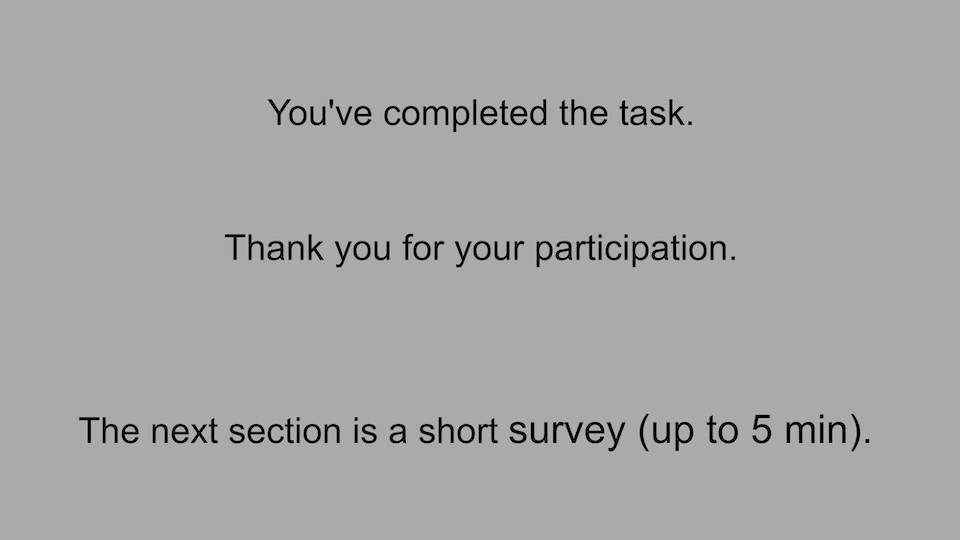 You've completed the task.
Thank you for your participation.
The next section is a short survey (up to 5 min).